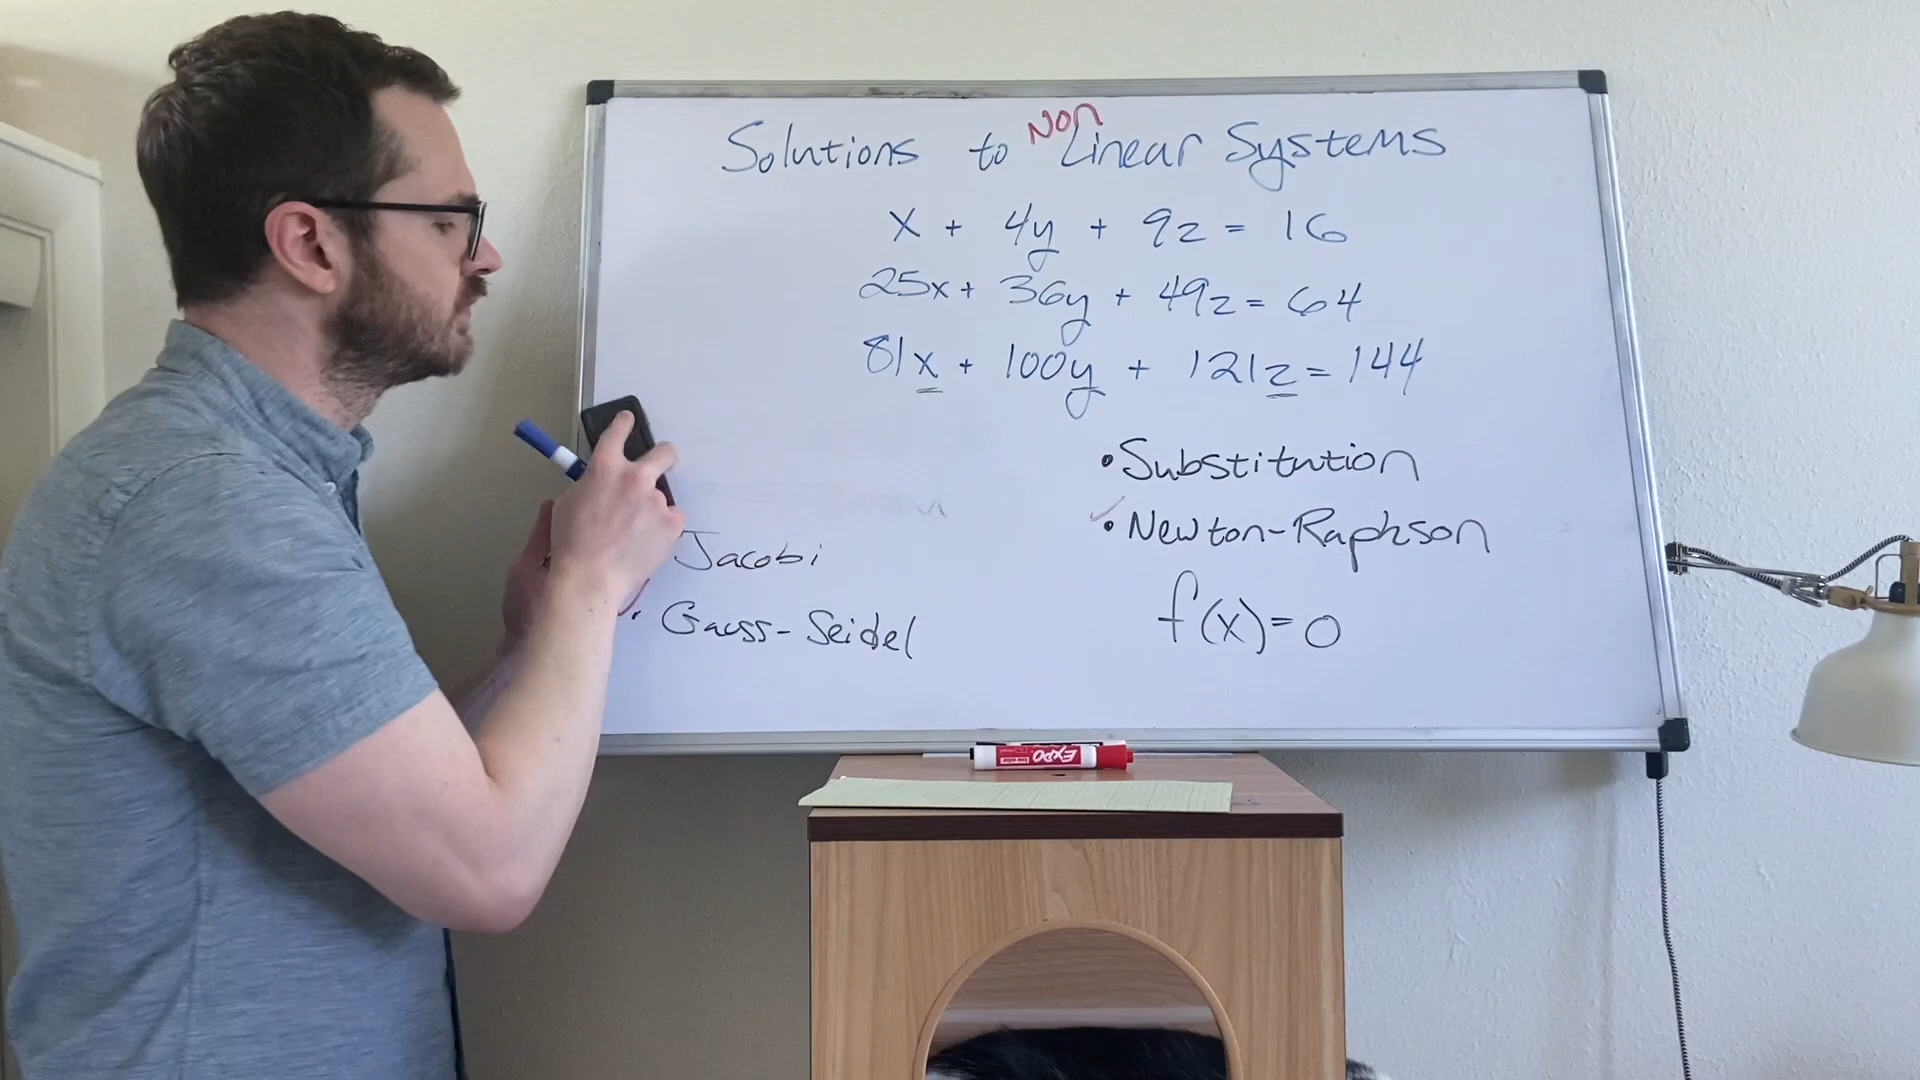 Solutions to Non Linear Systems
x + 4y + 9z = 16
25x + 36y + 49z = 64
81x + 100y + 121z = 144
• Substitution
• Newton-Raphson
f(x) = 0
Jacobi
• Gauss-Seidel
EXPO